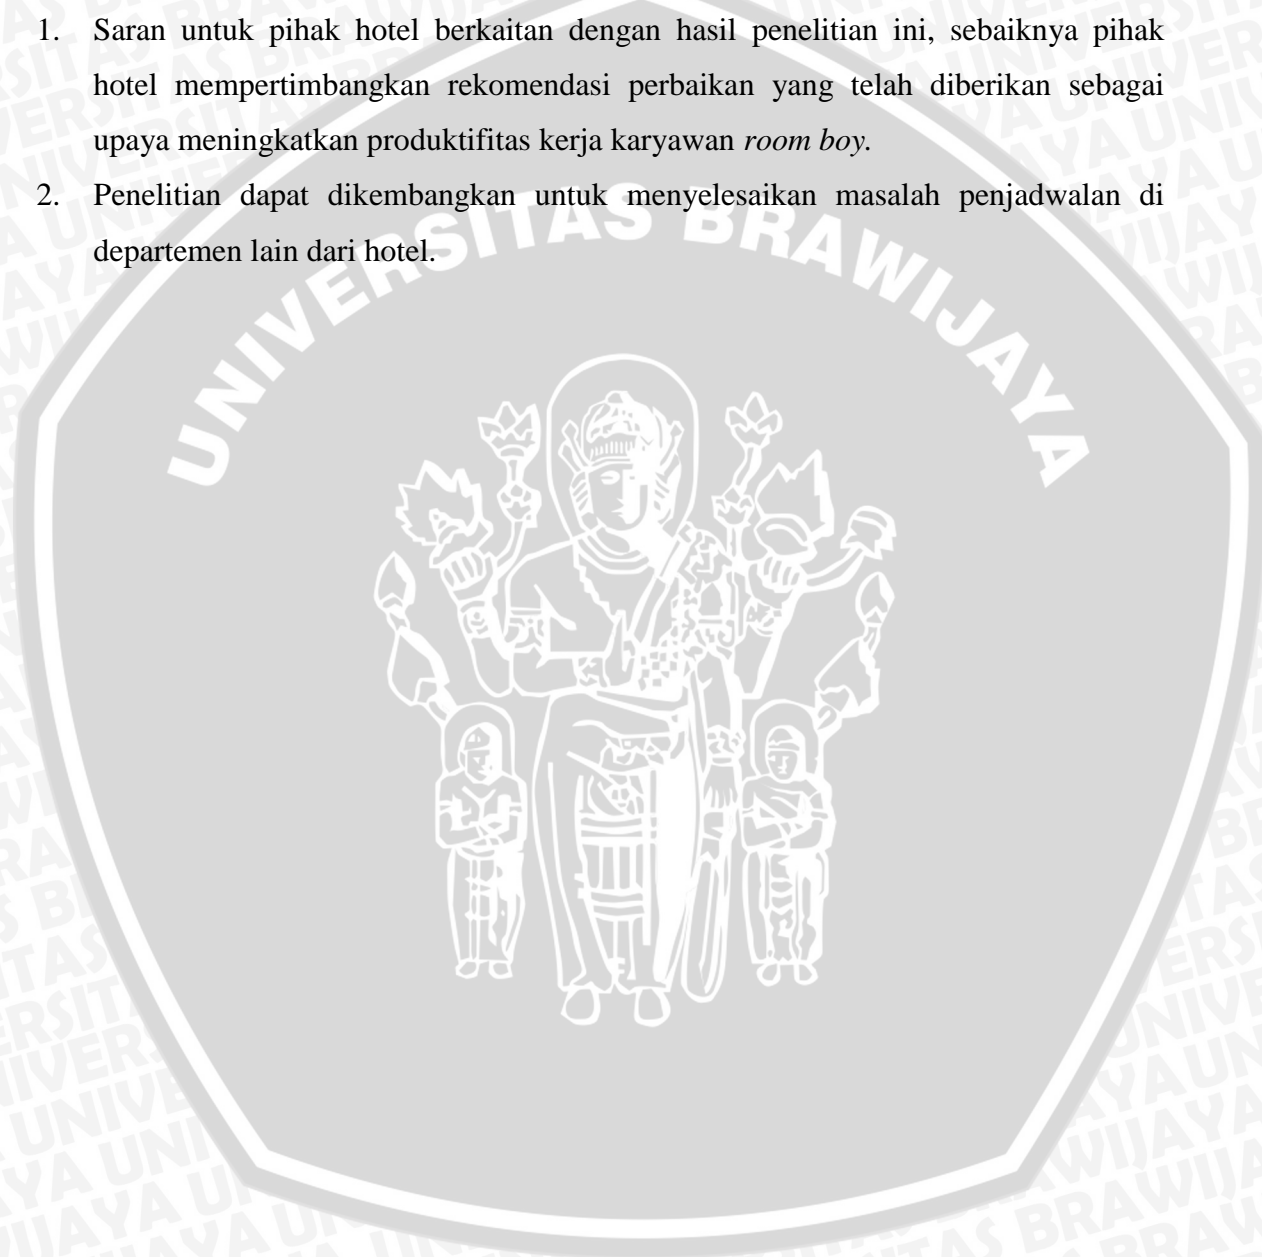 1. Saran untuk pihak hotel berkaitan dengan hasil penelitian ini, sebaiknya pihak
hotel mempertimbangkan rekomendasi perbaikan yang telah diberikan sebagai
upaya meningkatkan produktifitas kerja karyawan room boy.
2. Penelitian dapat dikembangkan untuk menyelesaikan masalah penjadwalan di
departemen lain dari hotel.
UNIVERSITAS BRAWIJAYA